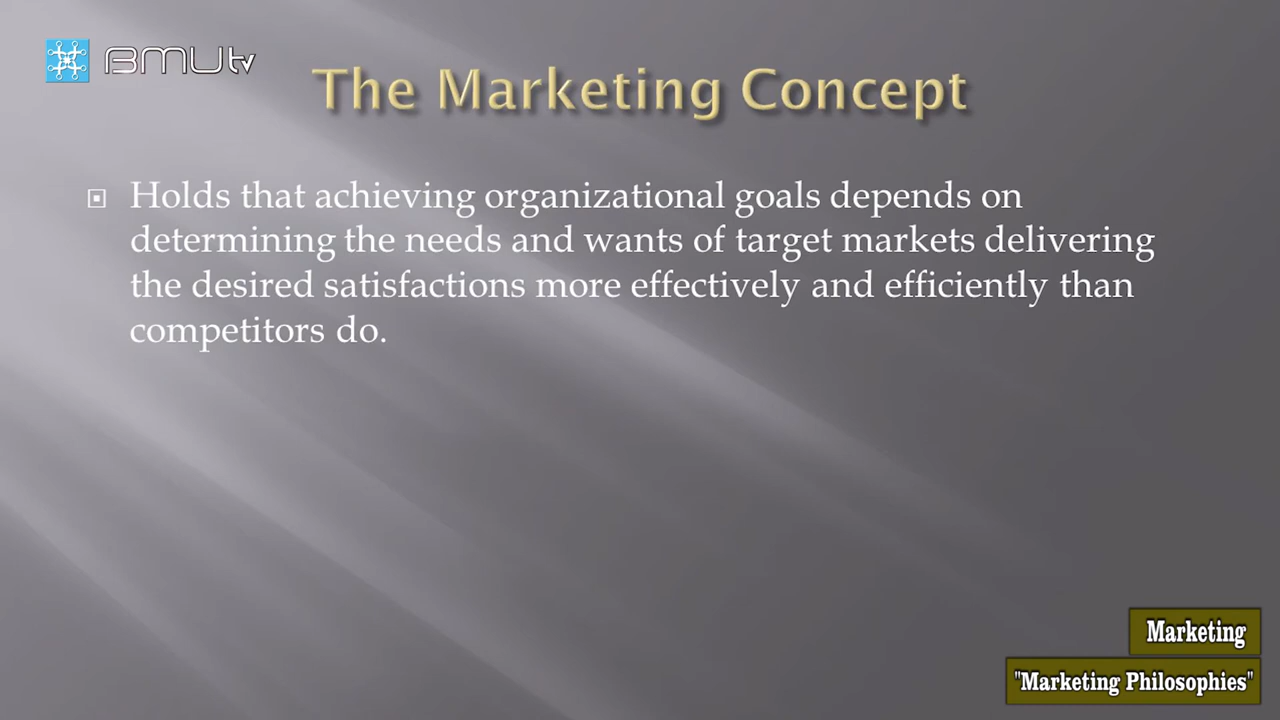 BMUtv
The Marketing Concept
Holds that achieving organizational goals depends on
determining the needs and wants of target markets delivering
the desired satisfactions more effectively and efficiently than
competitors do.
Marketing
"Marketing Philosophies"